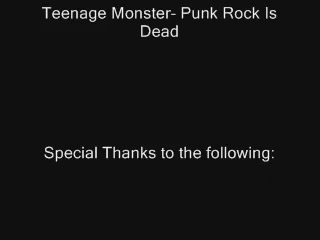 Teenage Monster- Punk Rock Is
Dead
Special Thanks to the following: